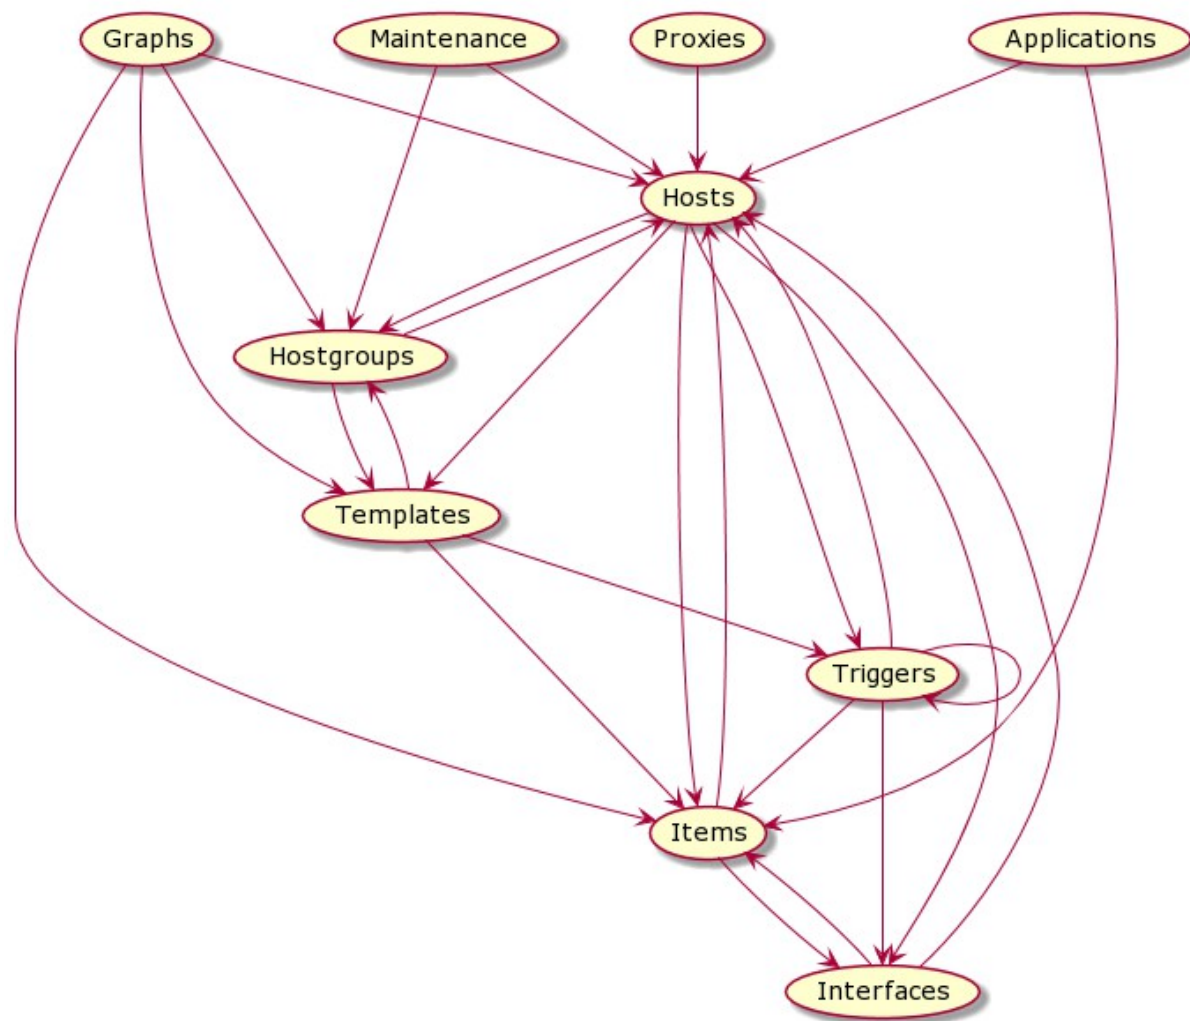 Graphs
Maintenance
Proxies
Applications
Hosts
Hostgroups
Templates
Triggers
Items
Interfaces